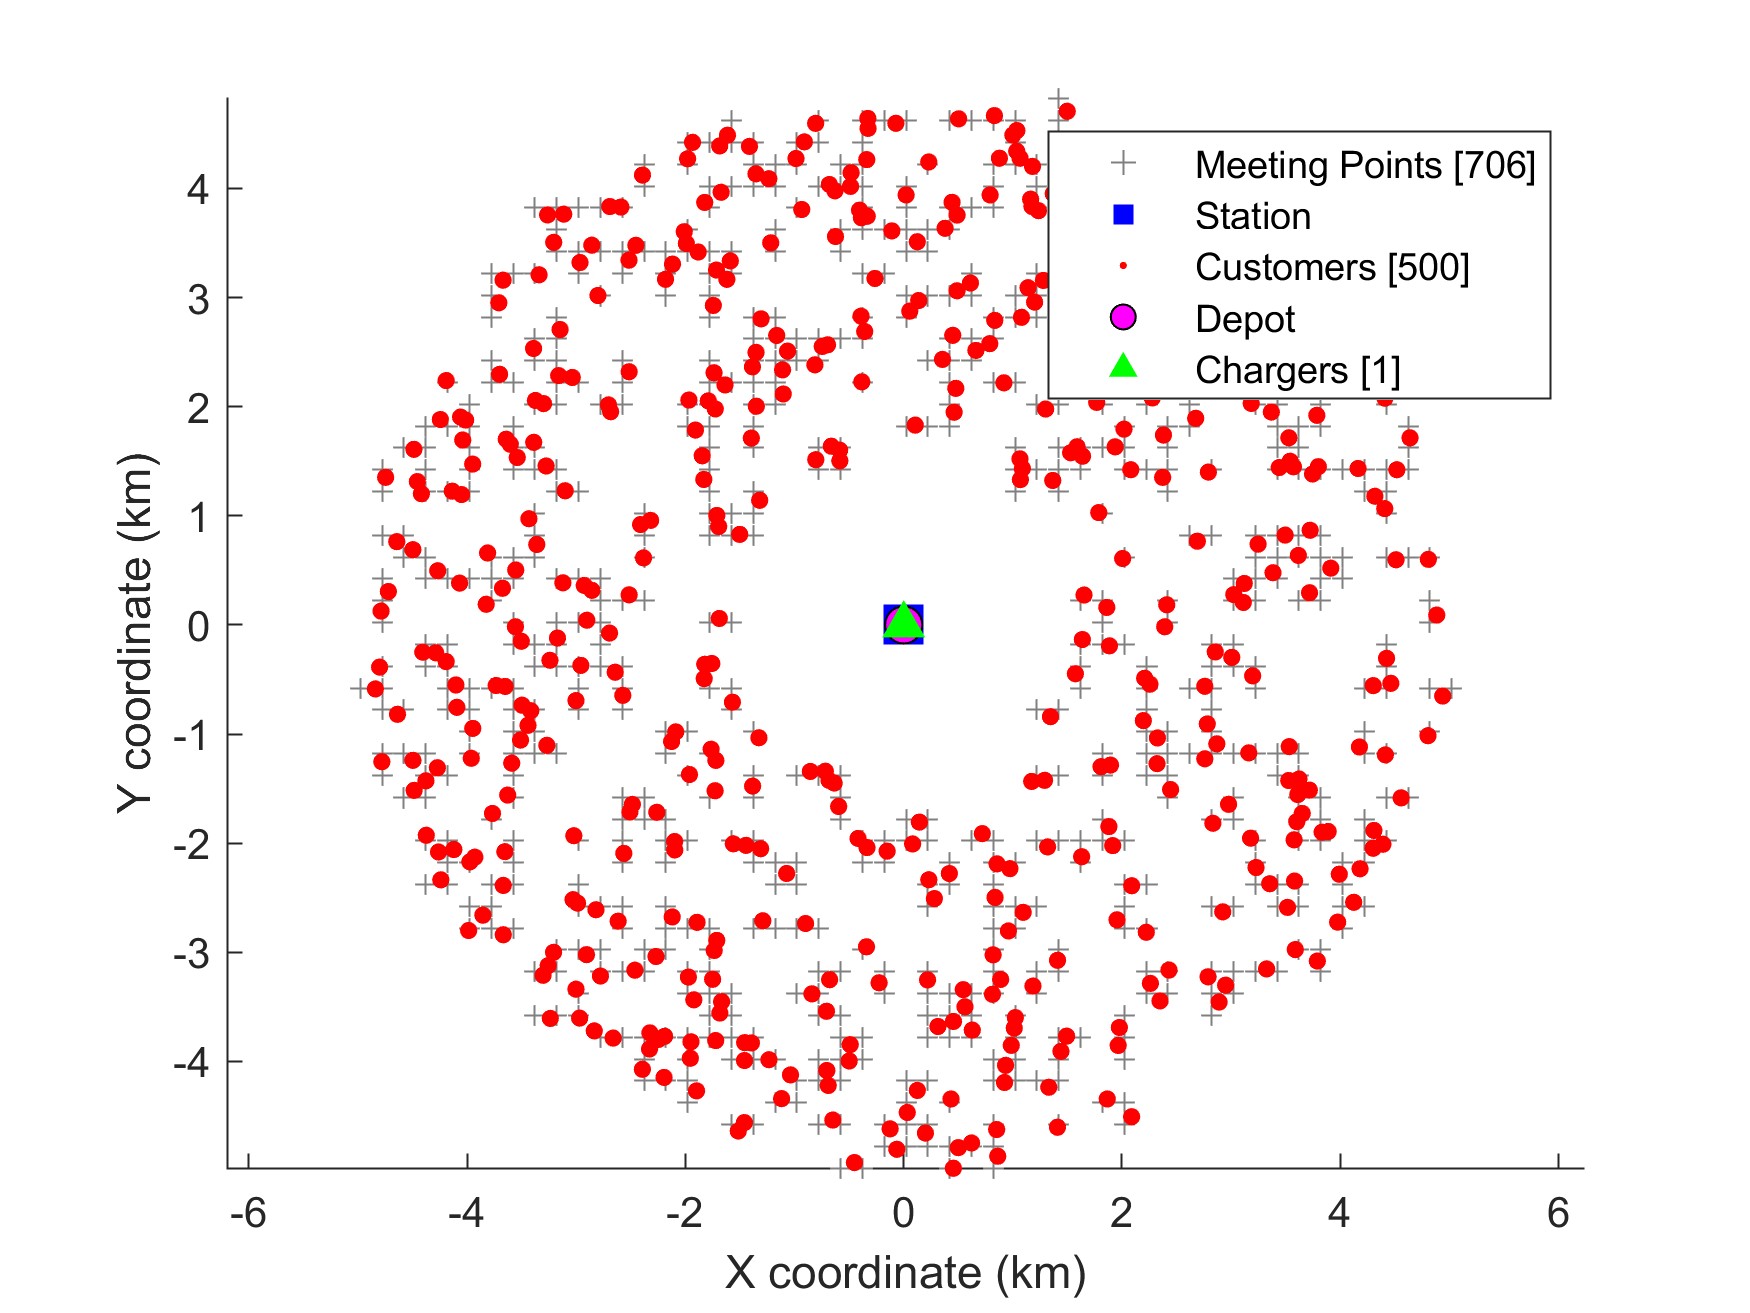 Meeting Points [706]
Station
Customers [500]
Depot
Chargers [1]
Y coordinate (km)
4
3
2
1
0
-1
-2
-3
-4
-6 -4 -2 0 2 4 6
X coordinate (km)